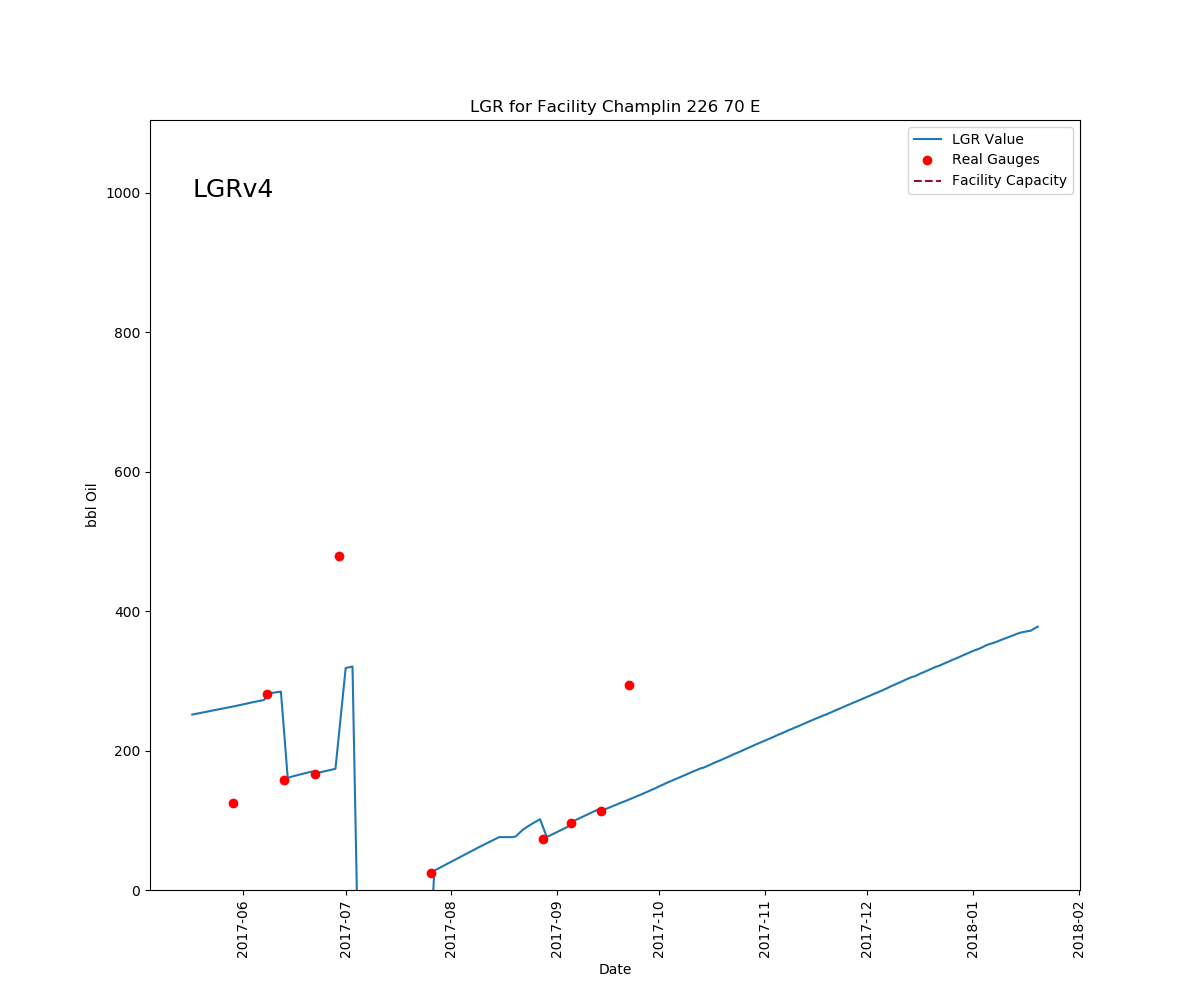 LGR for Facility Champlin 226 70 E
LGRv4
LGR Value
Real Gauges
Facility Capacity
bbl Oil
1000
800
600
400
200
0
2017-06
2017-07
2017-08
2017-09
2017-10
2017-11
2017-12
2018-01
2018-02
Date